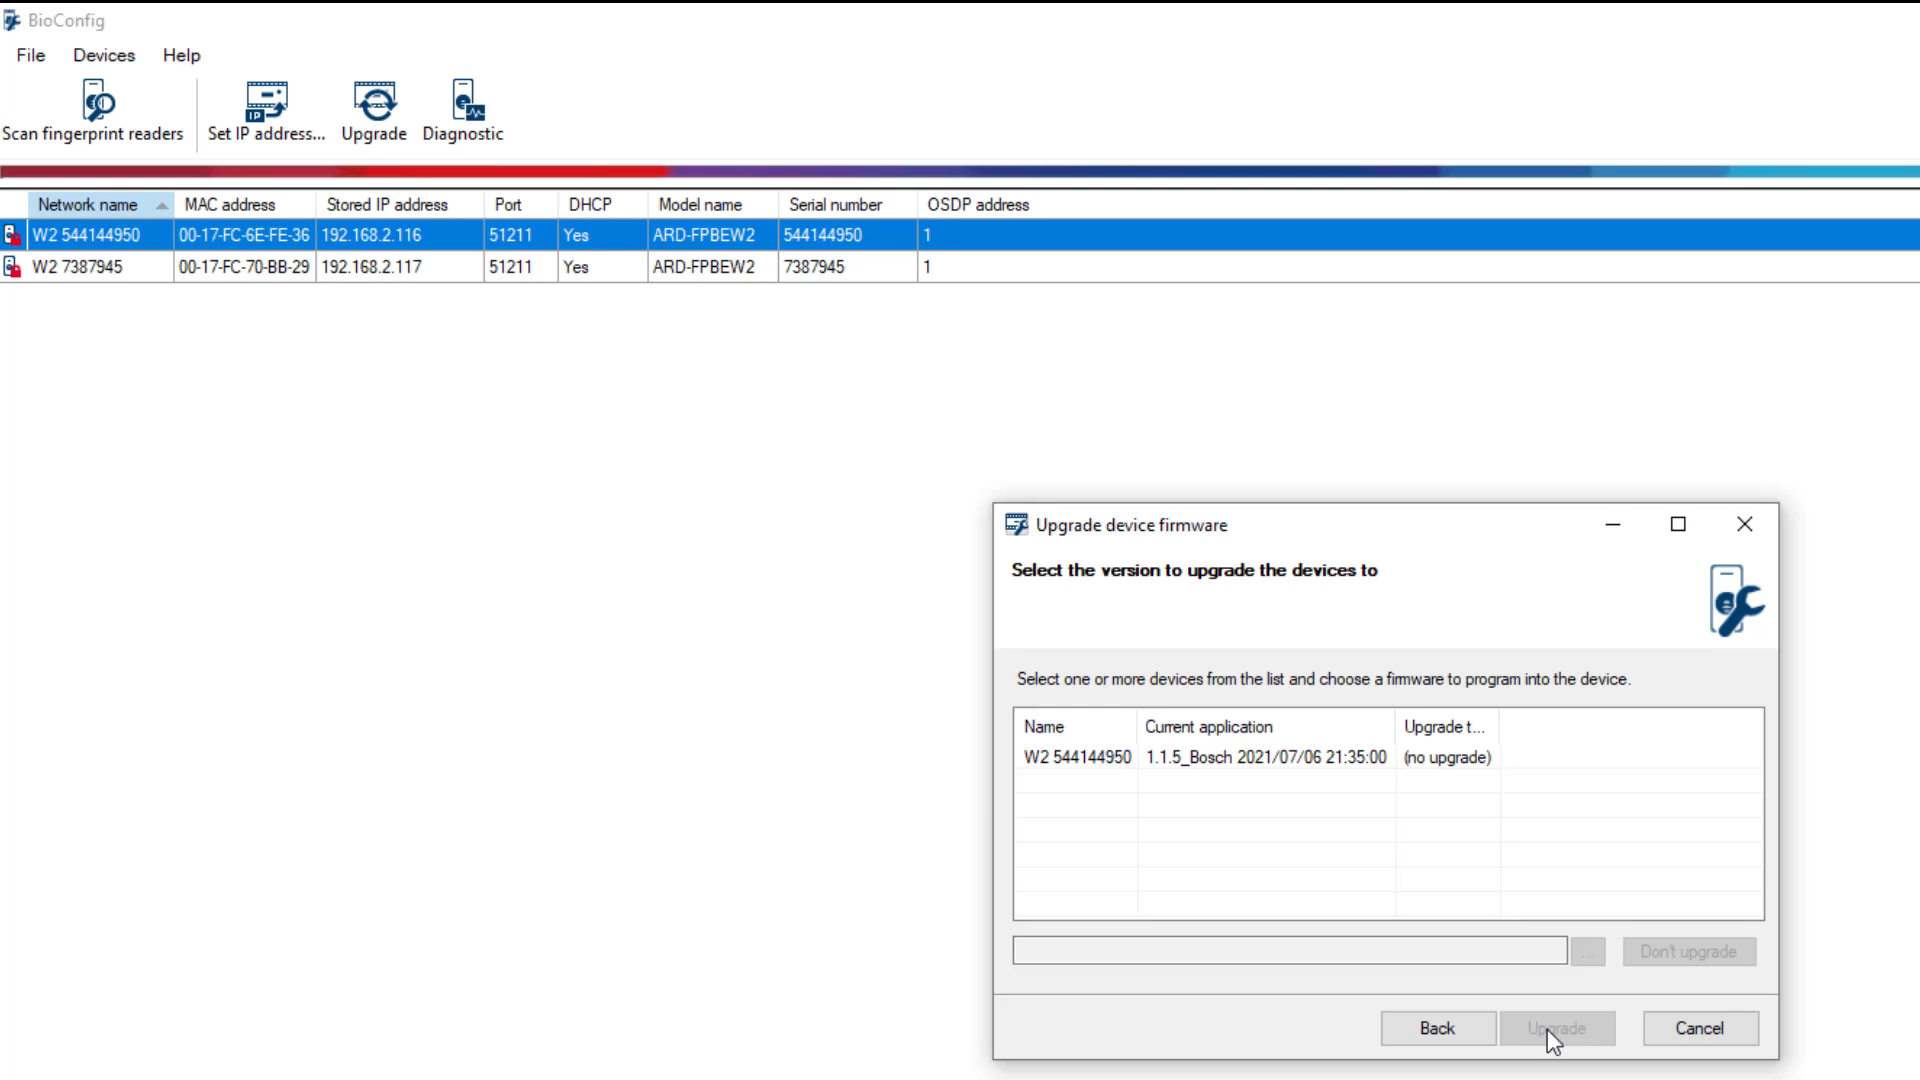 BioConfig
File Devices Help
Scan fingerprint readers Set IP address... Upgrade Diagnostic
Network name MAC address Stored IP address Port DHCP Model name Serial number OSDP address
W2 544144950 00-17-FC-6E-FE-36 192.168.2.116 51211 Yes ARD-FPBEW2 544144950 1
W2 7387945 00-17-FC-70-BB-29 192.168.2.117 51211 Yes ARD-FPBEW2 7387945 1
Upgrade device firmware
Select the version to upgrade the devices to
Select one or more devices from the list and choose a firmware to program into the device.
Name Current application Upgrade t...
W2 544144950 1.1.5_Bosch 2021/07/06 21:35:00 (no upgrade)
... Don't upgrade
Back Upgrade Cancel